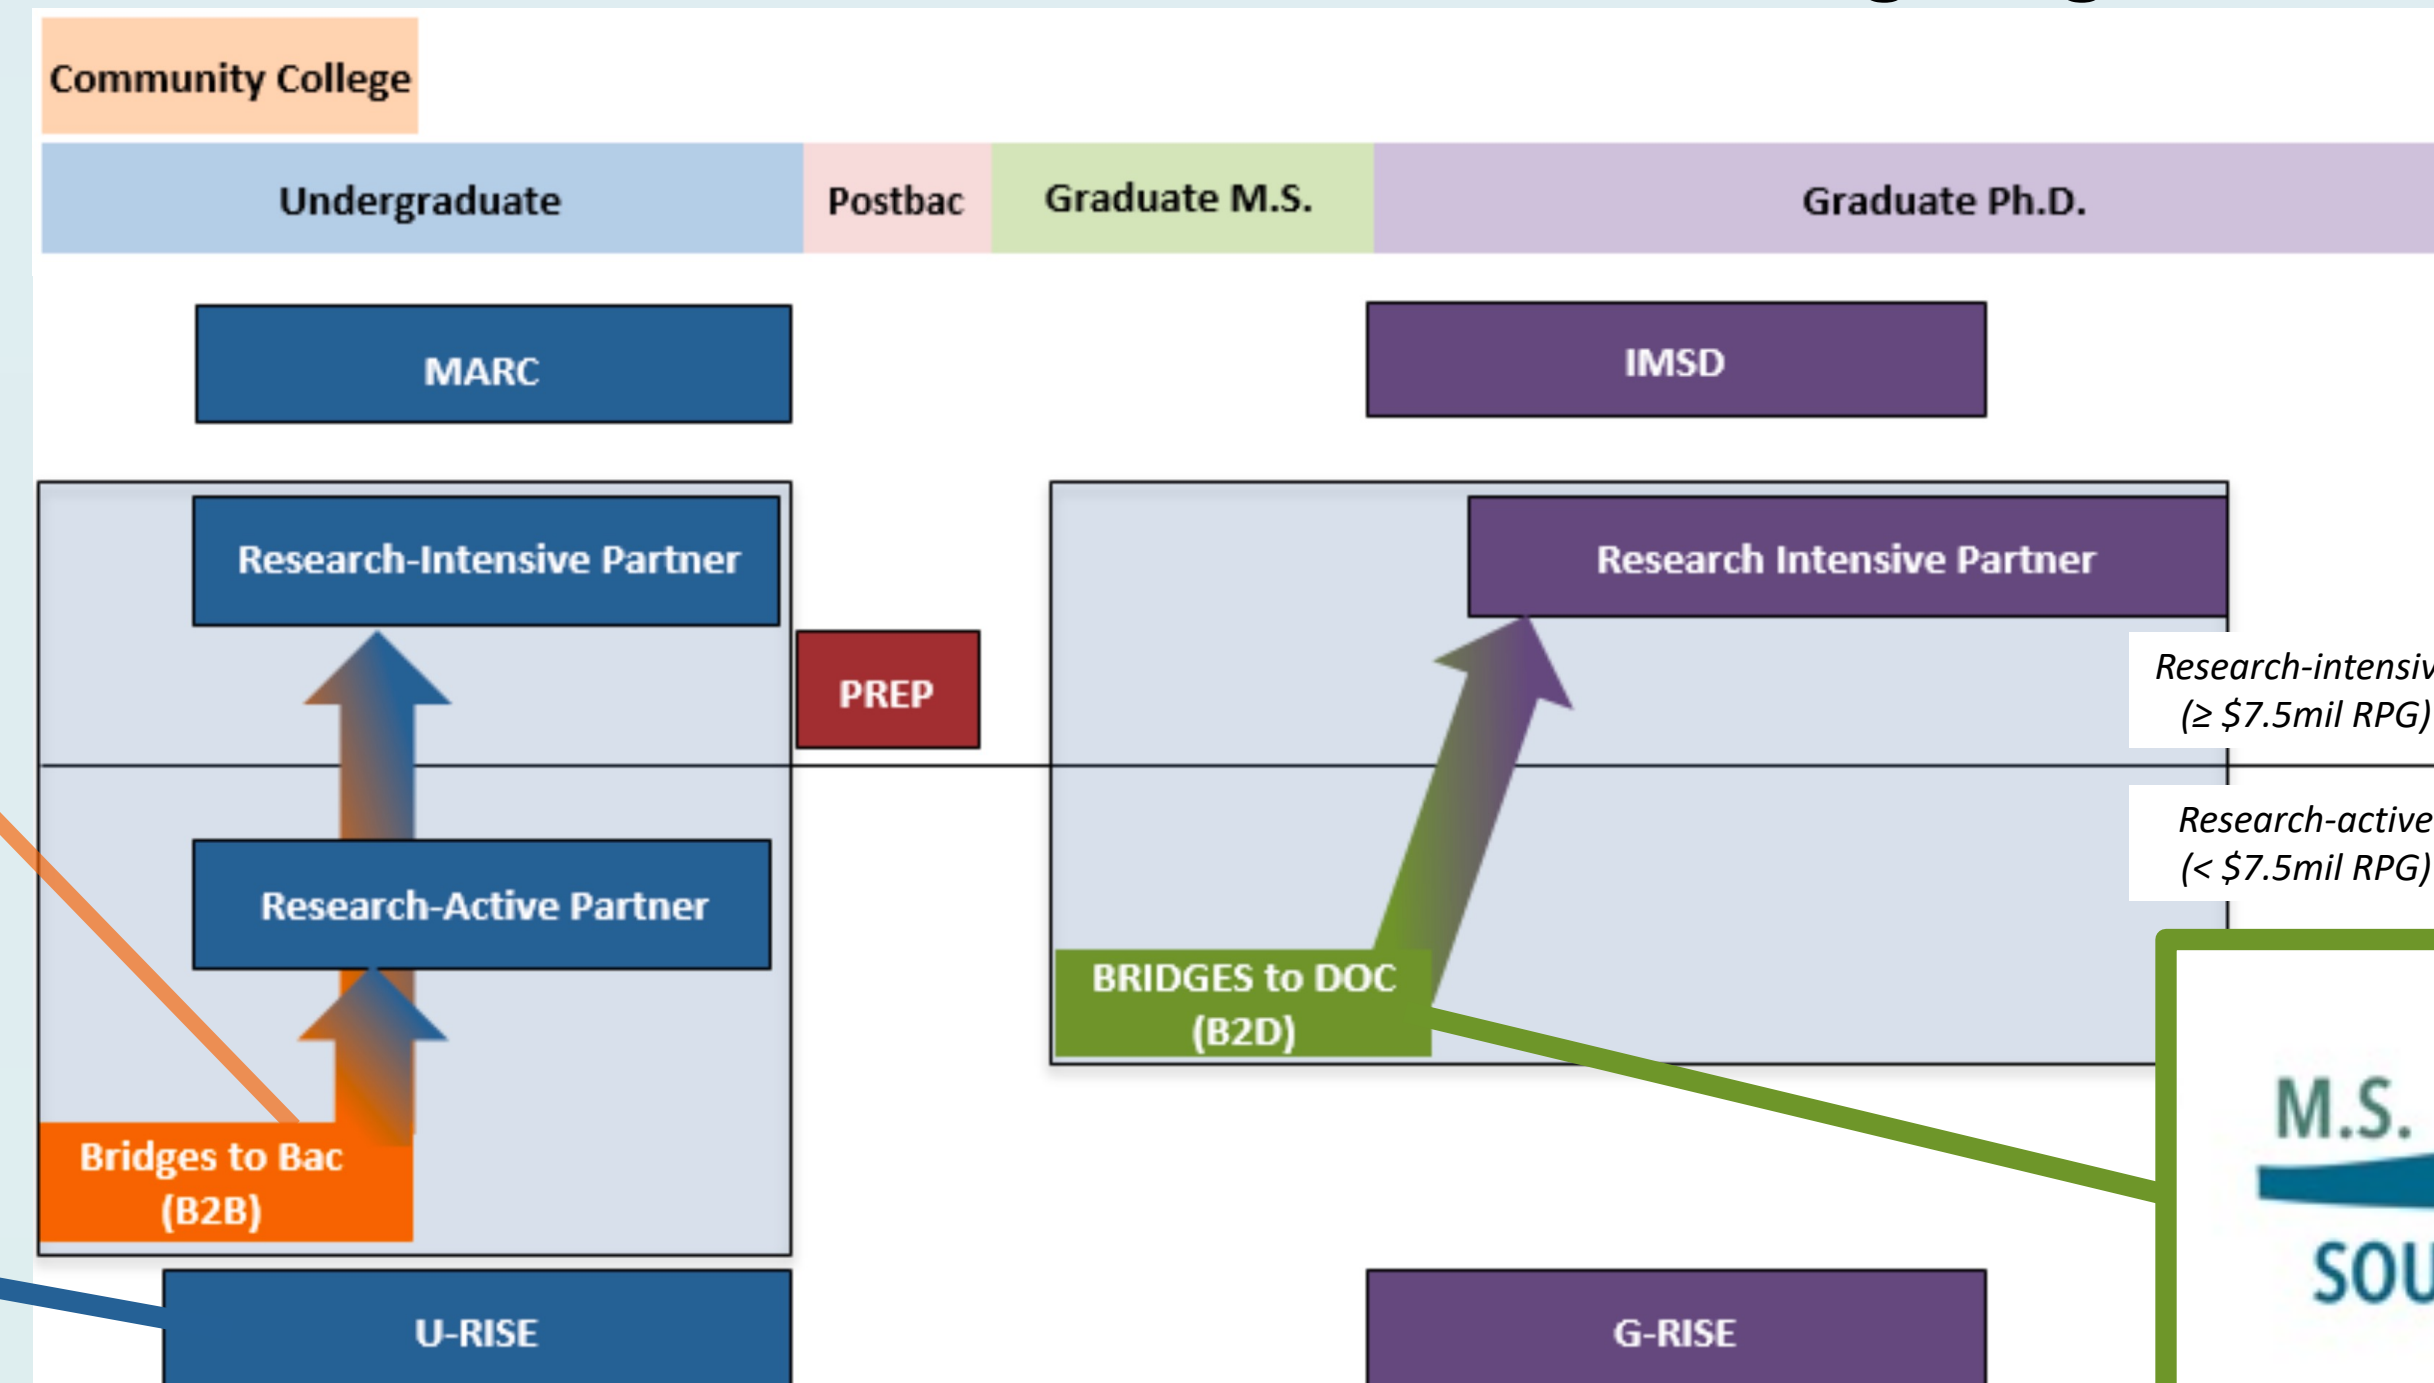 Community College
Undergraduate
Postbac
Graduate M.S.
Graduate Ph.D.
MARC
IMSD
Research-Intensive Partner
Research Intensive Partner
PREP
(≥ $7.5mil RPG)
Research-active
(< $7.5mil RPG)
Research-Active Partner
BRIDGES to DOC
(B2D)
M.S.
Bridges to Bac
(B2B)
U-RISE
G-RISE